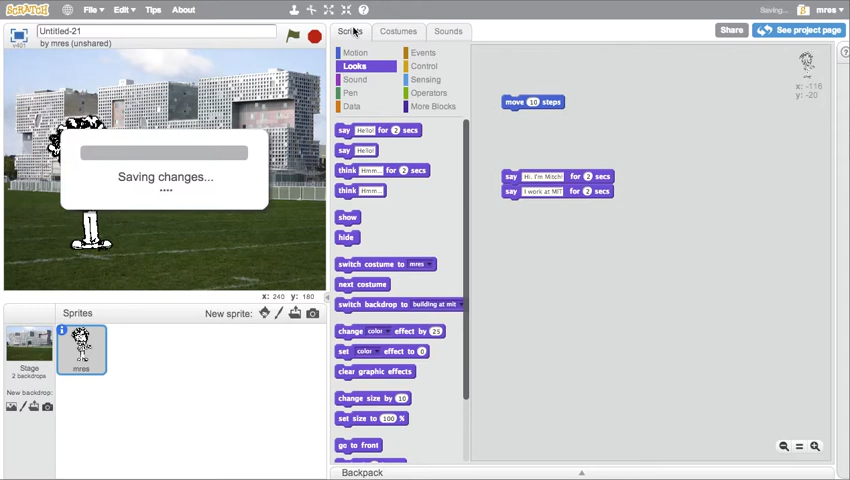 SCRATCH File Edit Tips About Saving... mres
v401 Untitled-21
by mres (unshared)
Saving changes...
x: 240 y: 180
Sprites New sprite:
Stage
2 backdrops
New backdrop:
mres
Scripts Costumes Sounds
Share See project page
Motion Events
Looks Control
Sound Sensing
Pen Operators
Data More Blocks
say Hello! for 2 secs
say Hello!
think Hmm... for 2 secs
think Hmm...
show
hide
switch costume to mres
next costume
switch backdrop to building at mit
change color effect by 25
set color effect to 0
clear graphic effects
change size by 10
set size to 100 %
go to front
move 10 steps
say Hi. I'm Mitch! for 2 secs
say I work at MIT for 2 secs
x: -116
y: -20
Backpack